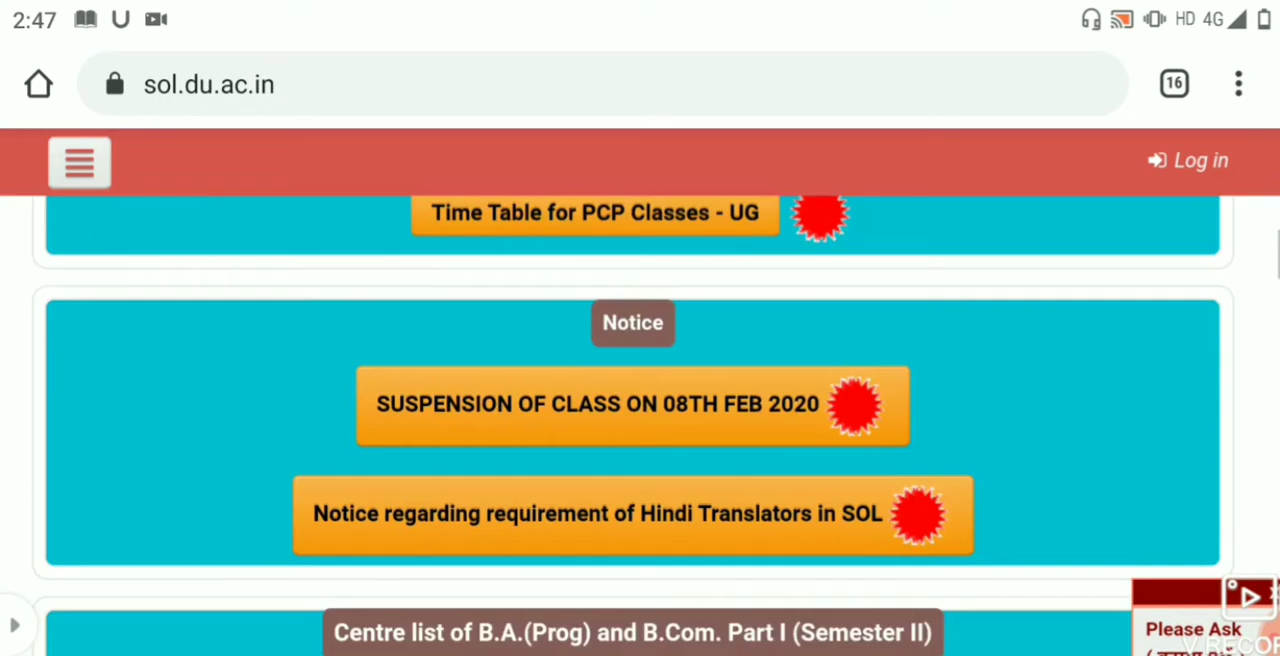 2:47
HD 4G
sol.du.ac.in
16
Log in
Time Table for PCP Classes - UG
Notice
SUSPENSION OF CLASS ON 08TH FEB 2020
Notice regarding requirement of Hindi Translators in SOL
Centre list of B.A.(Prog) and B.Com. Part I (Semester II)
Please Ask